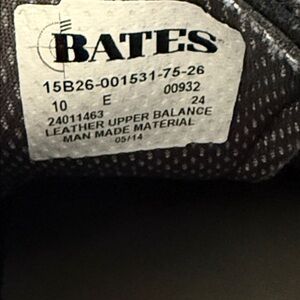 BATES
15B26-001531-75-26
10 E 00932
24011463 24
LEATHER UPPER BALANCE
MAN MADE MATERIAL
05/14